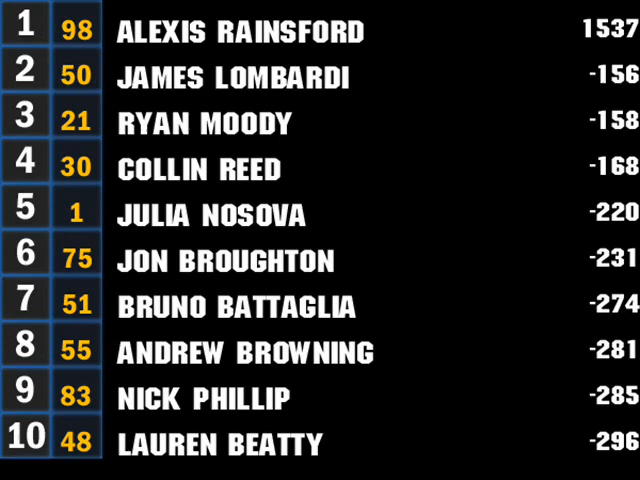 1 98 ALEXIS RAINSFORD 1537
2 50 JAMES LOMBARDI -156
3 21 RYAN MOODY -158
4 30 COLLIN REED -168
5 1 JULIA NOSOVA -220
6 75 JON BROUGHTON -231
7 51 BRUNO BATTAGLIA -274
8 55 ANDREW BROWNING -281
9 83 NICK PHILLIP -285
10 48 LAUREN BEATTY -296